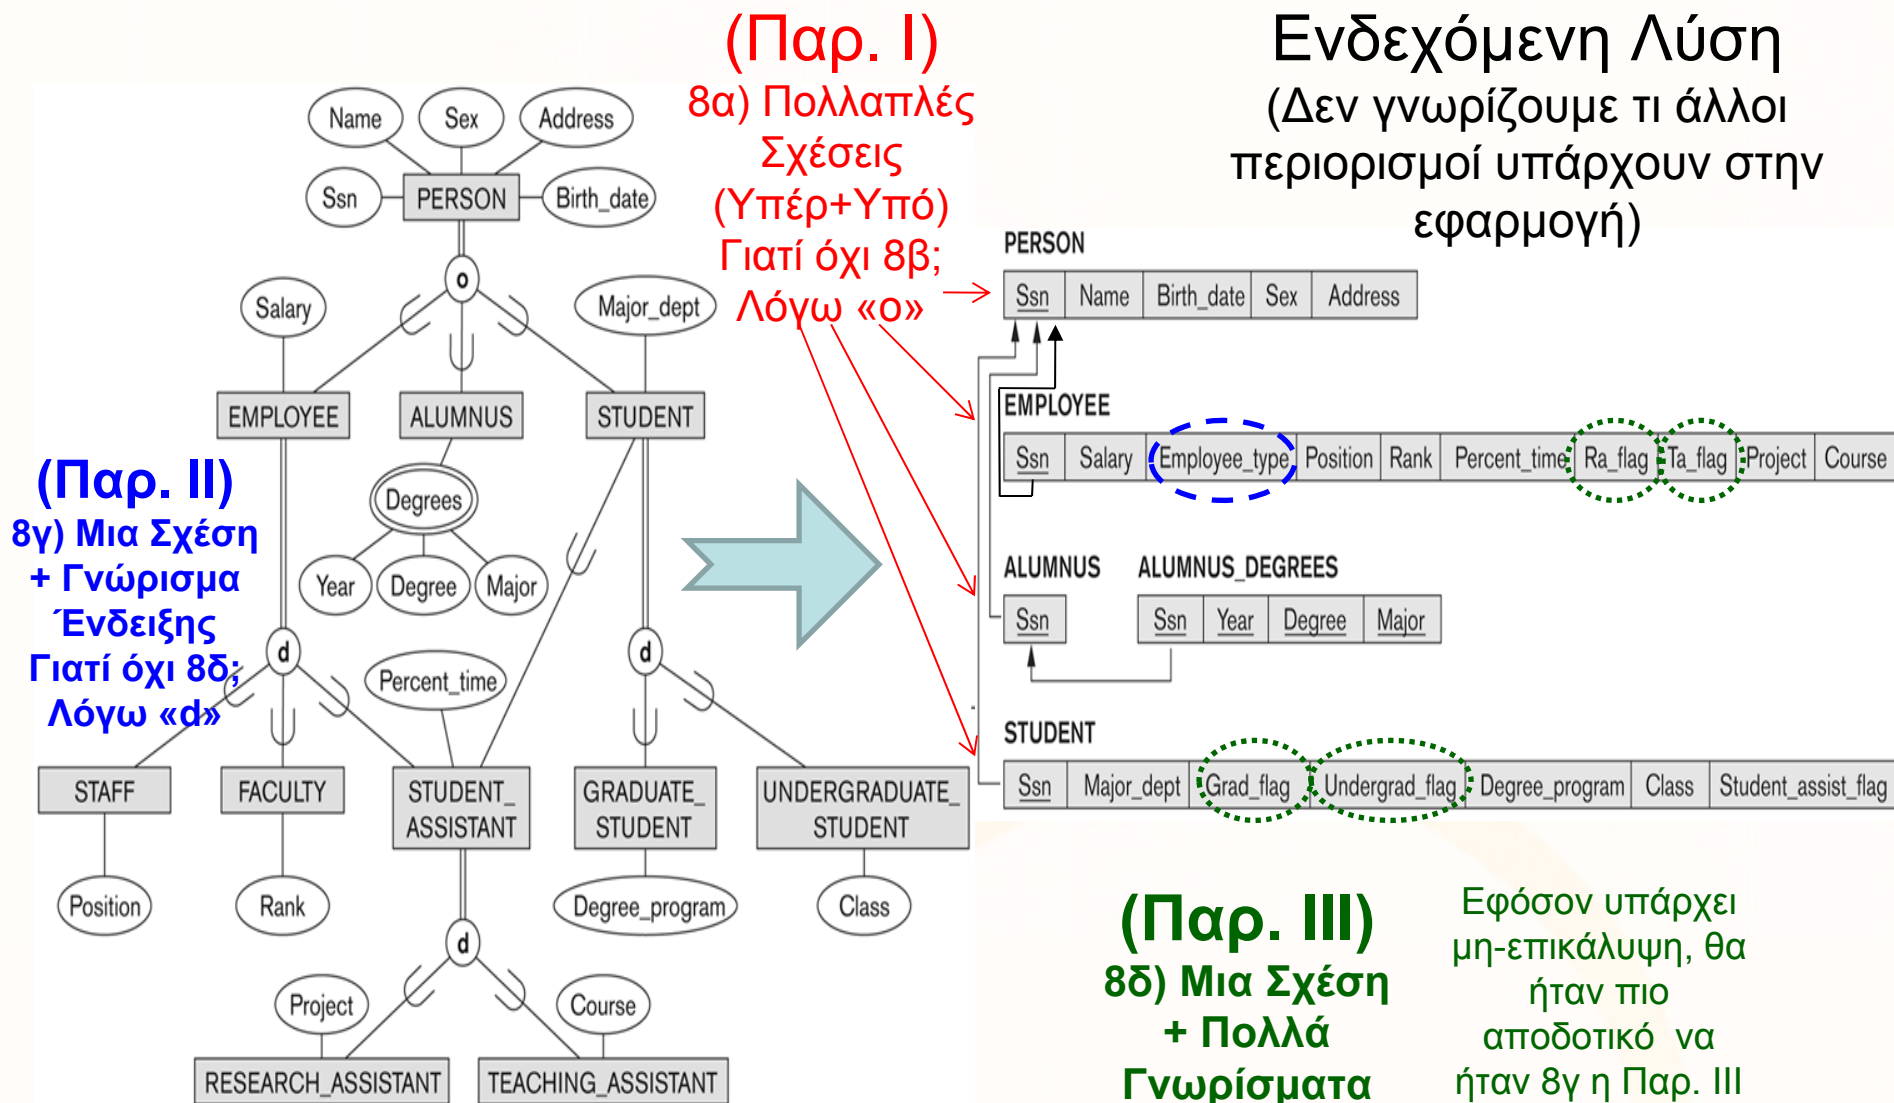 (Παρ. I)
8α) Πολλαπλές
Σχέσεις
(Υπέρ+Υπό)
Γιατί όχι 8β;
Λόγω «ο»
Ενδεχόμενη Λύση
(Δεν γνωρίζουμε τι άλλοι
περιορισμοί υπάρχουν στην
εφαρμογή)
Name Sex Address
Ssn PERSON Birth_date
o
Salary Major_dept
EMPLOYEE ALUMNUS STUDENT
(Παρ. II)
8γ) Μια Σχέση
+ Γνώρισμα
Ένδειξης
Γιατί όχι 8δ;
Λόγω «d»
Degrees
Year Degree Major
d d
Percent_time
STAFF FACULTY STUDENT_ GRADUATE_ UNDERGRADUATE_
ASSISTANT STUDENT STUDENT
Position Rank Degree_program Class
d
Project Course
RESEARCH_ASSISTANT TEACHING_ASSISTANT
PERSON
Ssn Name Birth_date Sex Address
EMPLOYEE
Ssn Salary Employee_type Position Rank Percent_time Ra_flag Ta_flag Project Course
ALUMNUS ALUMNUS_DEGREES
Ssn Ssn Year Degree Major
STUDENT
Ssn Major_dept Grad_flag Undergrad_flag Degree_program Class Student_assist_flag
(Παρ. III)
8δ) Μια Σχέση
+ Πολλά
Γνωρίσματα
Εφόσον υπάρχει
μη-επικάλυψη, θα
ήταν πιο
αποδοτικό να
ήταν 8γ η Παρ. III